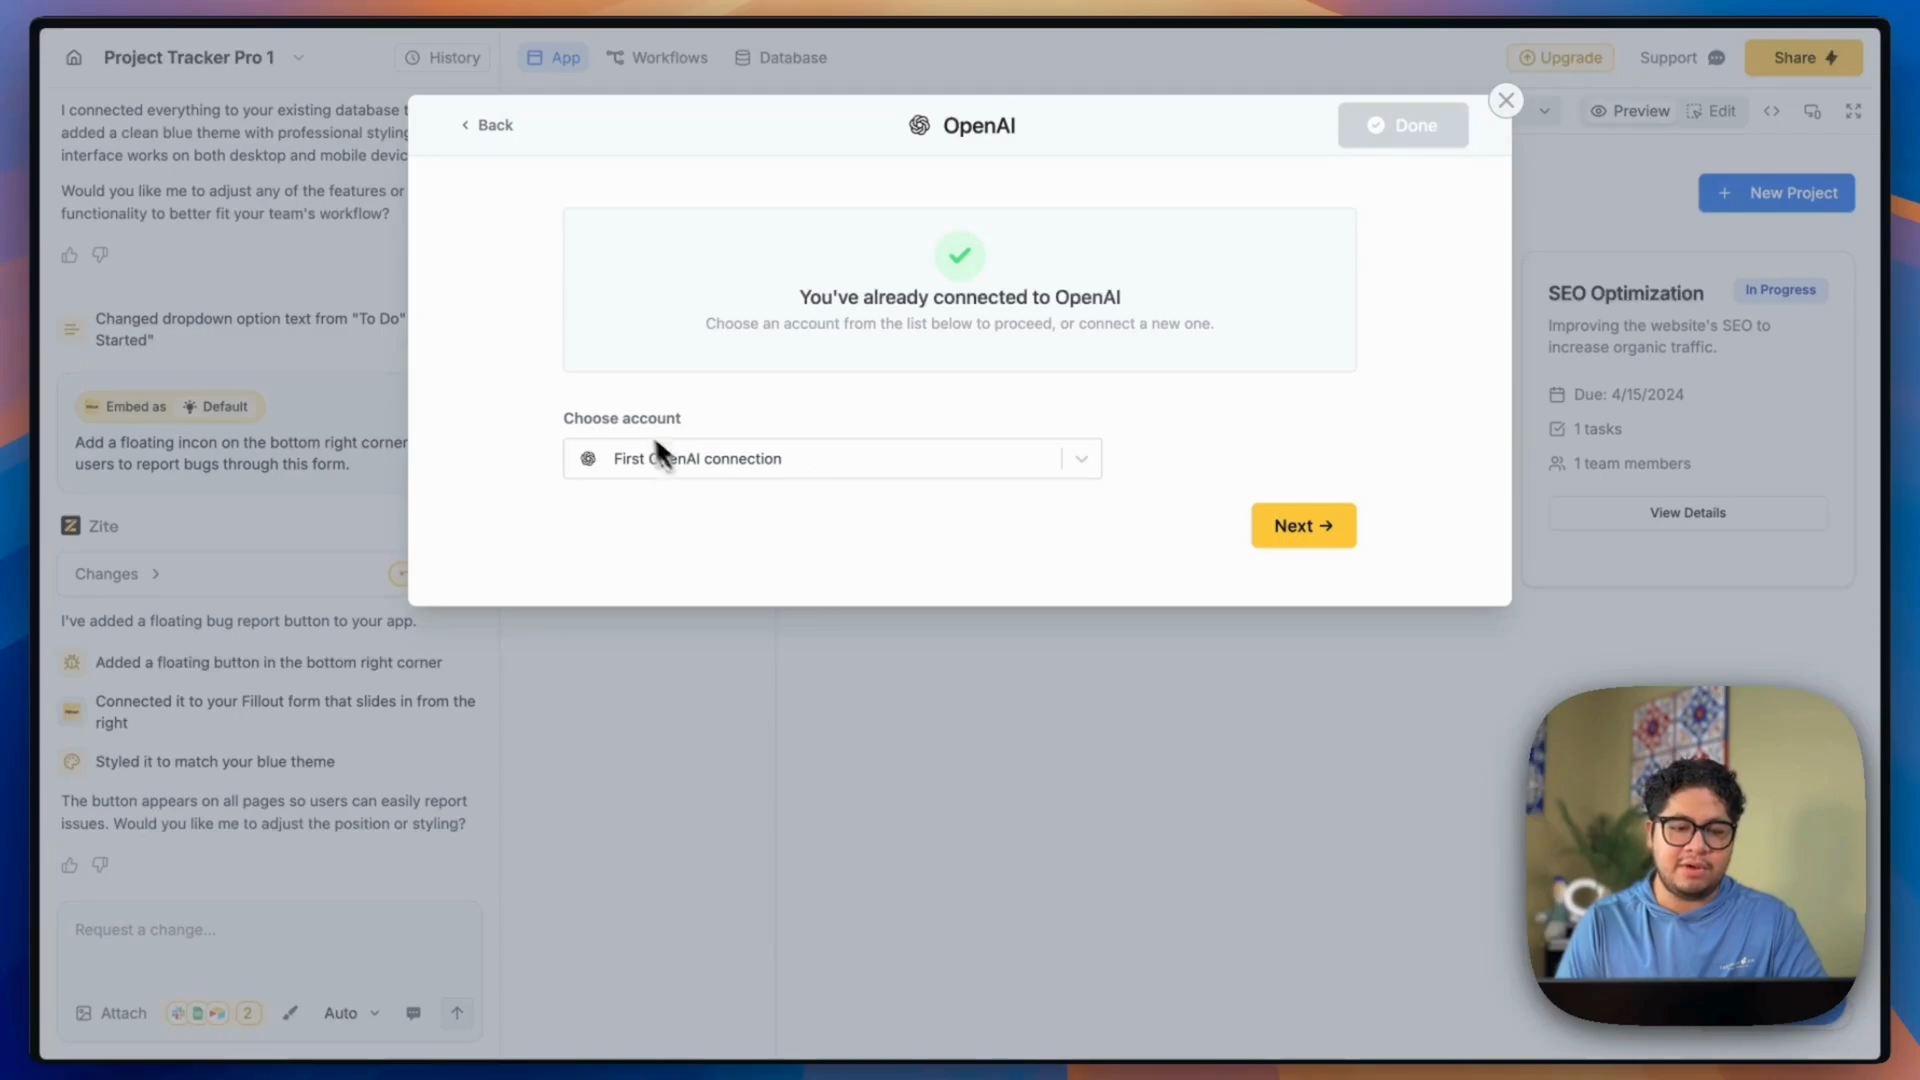 Project Tracker Pro 1
History
App
Workflows
Database
Upgrade
Support
Share
I connected everything to your existing database t
added a clean blue theme with professional styling
interface works on both desktop and mobile devic
Would you like me to adjust any of the features or
functionality to better fit your team's workflow?
Changed dropdown option text from "To Do"
Started"
Embed as
Default
Add a floating incon on the bottom right corner
users to report bugs through this form.
Zite
Changes
I've added a floating bug report button to your app.
Added a floating button in the bottom right corner
Connected it to your Fillout form that slides in from the
right
Styled it to match your blue theme
The button appears on all pages so users can easily report
issues. Would you like me to adjust the position or styling?
Request a change...
Attach
2
Auto
Back
OpenAI
Done
You've already connected to OpenAI
Choose an account from the list below to proceed, or connect a new one.
Choose account
First OpenAI connection
Next
Preview
Edit
New Project
SEO Optimization
In Progress
Improving the website's SEO to
increase organic traffic.
Due: 4/15/2024
1 tasks
1 team members
View Details